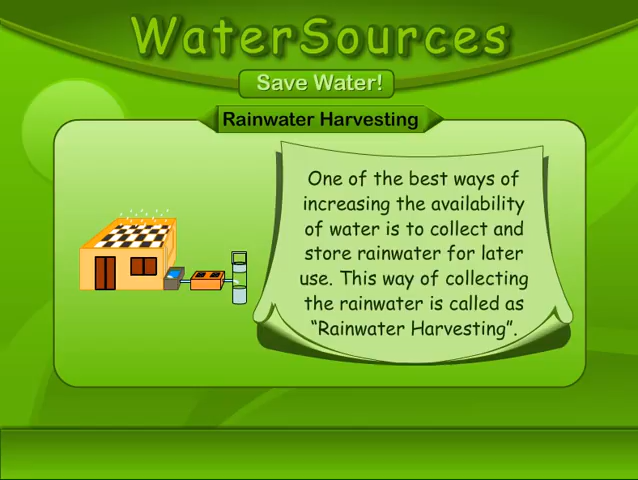 WaterSources
Save Water!
Rainwater Harvesting
One of the best ways of
increasing the availability
of water is to collect and
store rainwater for later
use. This way of collecting
the rainwater is called as
“Rainwater Harvesting”.